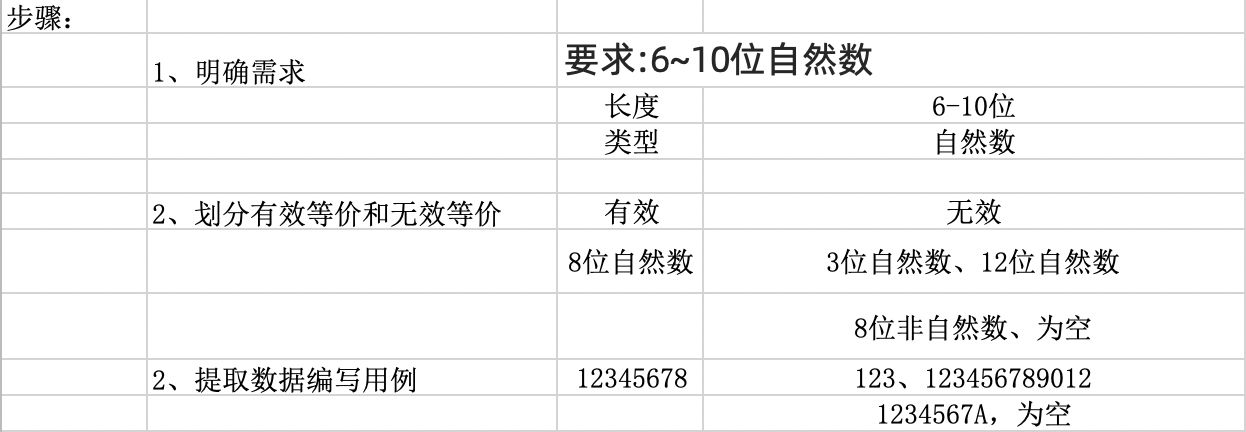 步骤：
1、明确需求 要求:6~10位自然数
长度 6-10位
类型 自然数
2、划分有效等价和无效等价 有效 无效
8位自然数 3位自然数、12位自然数
8位非自然数、为空
2、提取数据编写用例 12345678 123、123456789012
1234567A，为空